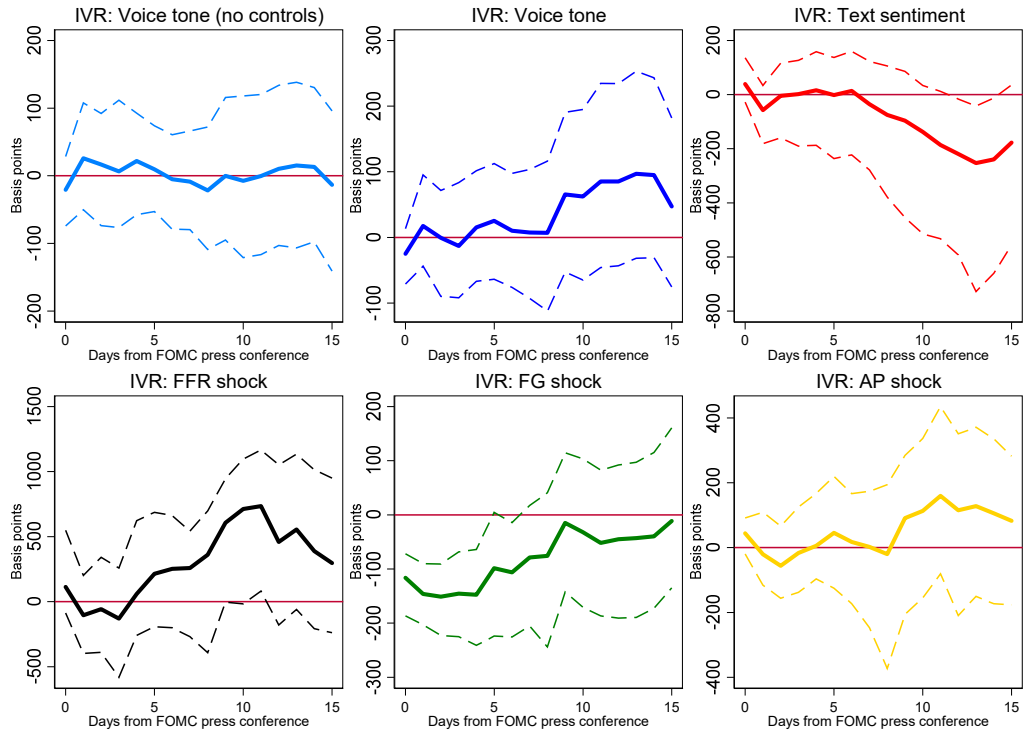 IVR: Voice tone (no controls)
Basis points
200
100
0
-100
-200
0 5 10 15
Days from FOMC press conference
IVR: Voice tone
Basis points
300
200
100
0
-100
0 5 10 15
Days from FOMC press conference
IVR: Text sentiment
Basis points
200
0
-200
-400
-600
-800
0 5 10 15
Days from FOMC press conference
IVR: FFR shock
Basis points
1500
1000
500
0
-500
0 5 10 15
Days from FOMC press conference
IVR: FG shock
Basis points
200
100
0
-100
-200
-300
0 5 10 15
Days from FOMC press conference
IVR: AP shock
Basis points
400
200
0
-200
-400
0 5 10 15
Days from FOMC press conference